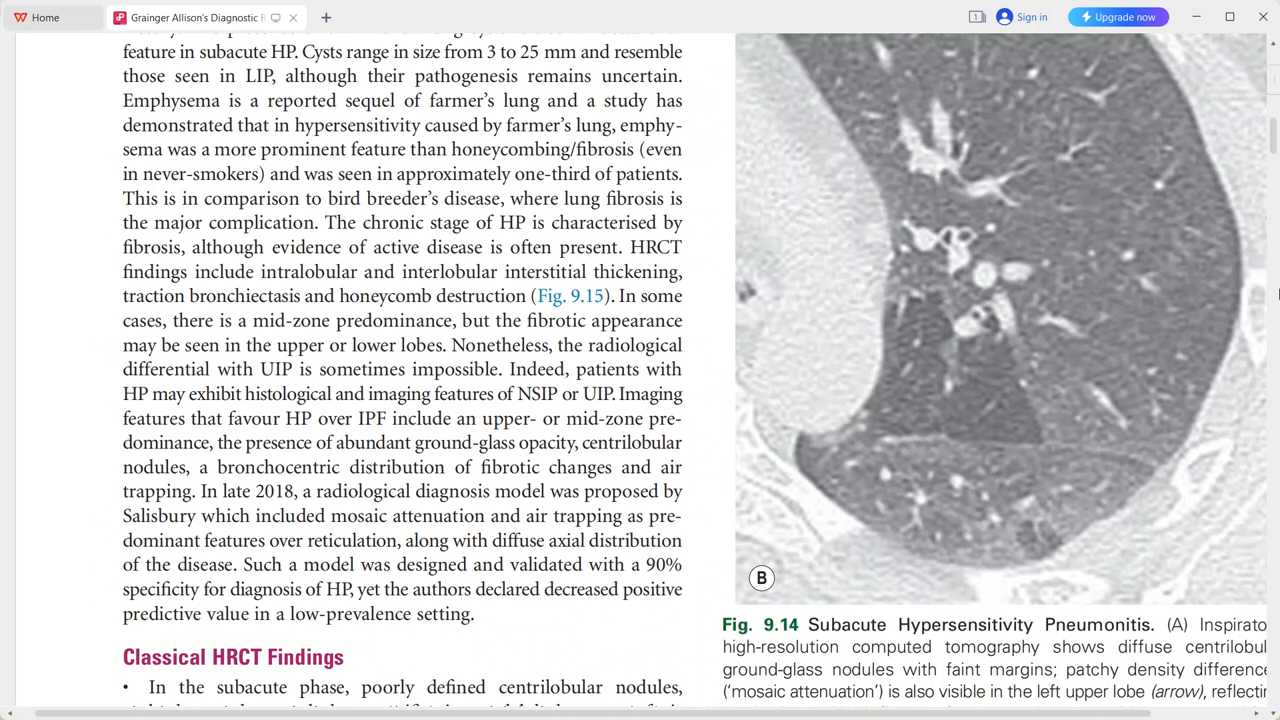 Home
Grainger Allison's Diagnostic R
1
Sign in
Upgrade now
feature in subacute HP. Cysts range in size from 3 to 25 mm and resemble
those seen in LIP, although their pathogenesis remains uncertain.
Emphysema is a reported sequel of farmer's lung and a study has
demonstrated that in hypersensitivity caused by farmer's lung, emphy-
sema was a more prominent feature than honeycombing/fibrosis (even
in never-smokers) and was seen in approximately one-third of patients.
This is in comparison to bird breeder's disease, where lung fibrosis is
the major complication. The chronic stage of HP is characterised by
fibrosis, although evidence of active disease is often present. HRCT
findings include intralobular and interlobular interstitial thickening,
traction bronchiectasis and honeycomb destruction (Fig. 9.15). In some
cases, there is a mid-zone predominance, but the fibrotic appearance
may be seen in the upper or lower lobes. Nonetheless, the radiological
differential with UIP is sometimes impossible. Indeed, patients with
HP may exhibit histological and imaging features of NSIP or UIP. Imaging
features that favour HP over IPF include an upper- or mid-zone pre-
dominance, the presence of abundant ground-glass opacity, centrilobular
nodules, a bronchocentric distribution of fibrotic changes and air
trapping. In late 2018, a radiological diagnosis model was proposed by
Salisbury which included mosaic attenuation and air trapping as pre-
dominant features over reticulation, along with diffuse axial distribution
of the disease. Such a model was designed and validated with a 90%
specificity for diagnosis of HP, yet the authors declared decreased positive
predictive value in a low-prevalence setting.
Classical HRCT Findings
• In the subacute phase, poorly defined centrilobular nodules,
B
Fig. 9.14 Subacute Hypersensitivity Pneumonitis. (A) Inspirato
high-resolution computed tomography shows diffuse centrilobul
ground-glass nodules with faint margins; patchy density difference
('mosaic attenuation') is also visible in the left upper lobe (arrow), reflectin